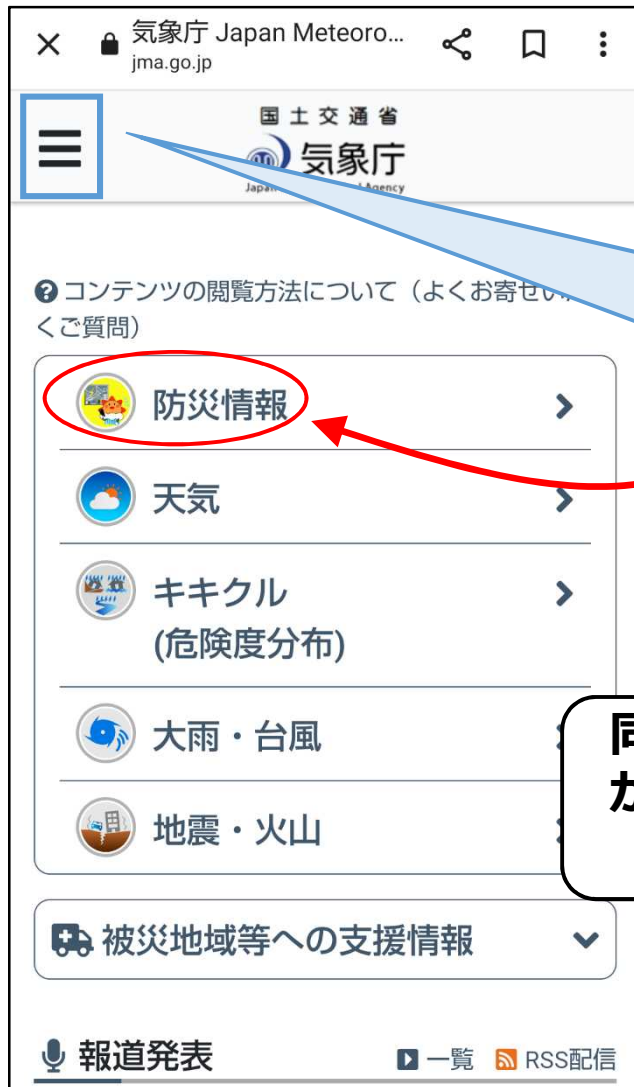 気象庁 Japan Meteoro...
jma.go.jp
国土交通省
気象庁
Japan Agency
コンテンツの閲覧方法について（よくお寄せい
くご質問）
防災情報
天気
キキクル
(危険度分布)
大雨・台風
地震・火山
被災地域等への支援情報
報道発表
一覧
RSS配信